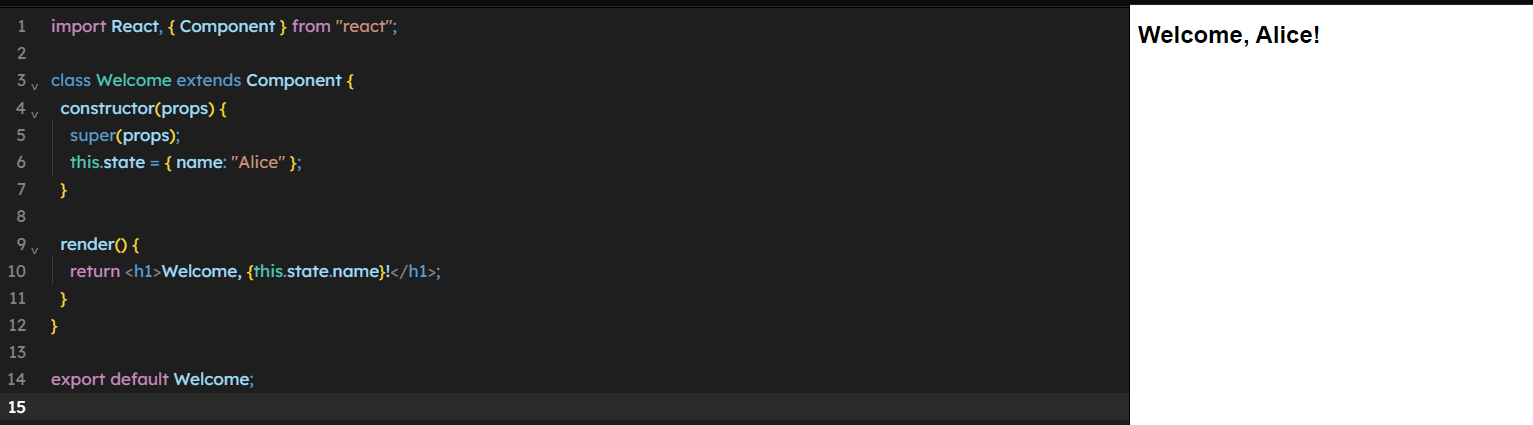 1 import React, { Component } from "react";
2
3 class Welcome extends Component {
4   constructor(props) {
5     super(props);
6     this.state = { name: "Alice" };
7   }
8
9   render() {
10     return <h1>Welcome, {this.state.name}!</h1>;
11   }
12 }
13
14 export default Welcome;
15
Welcome, Alice!